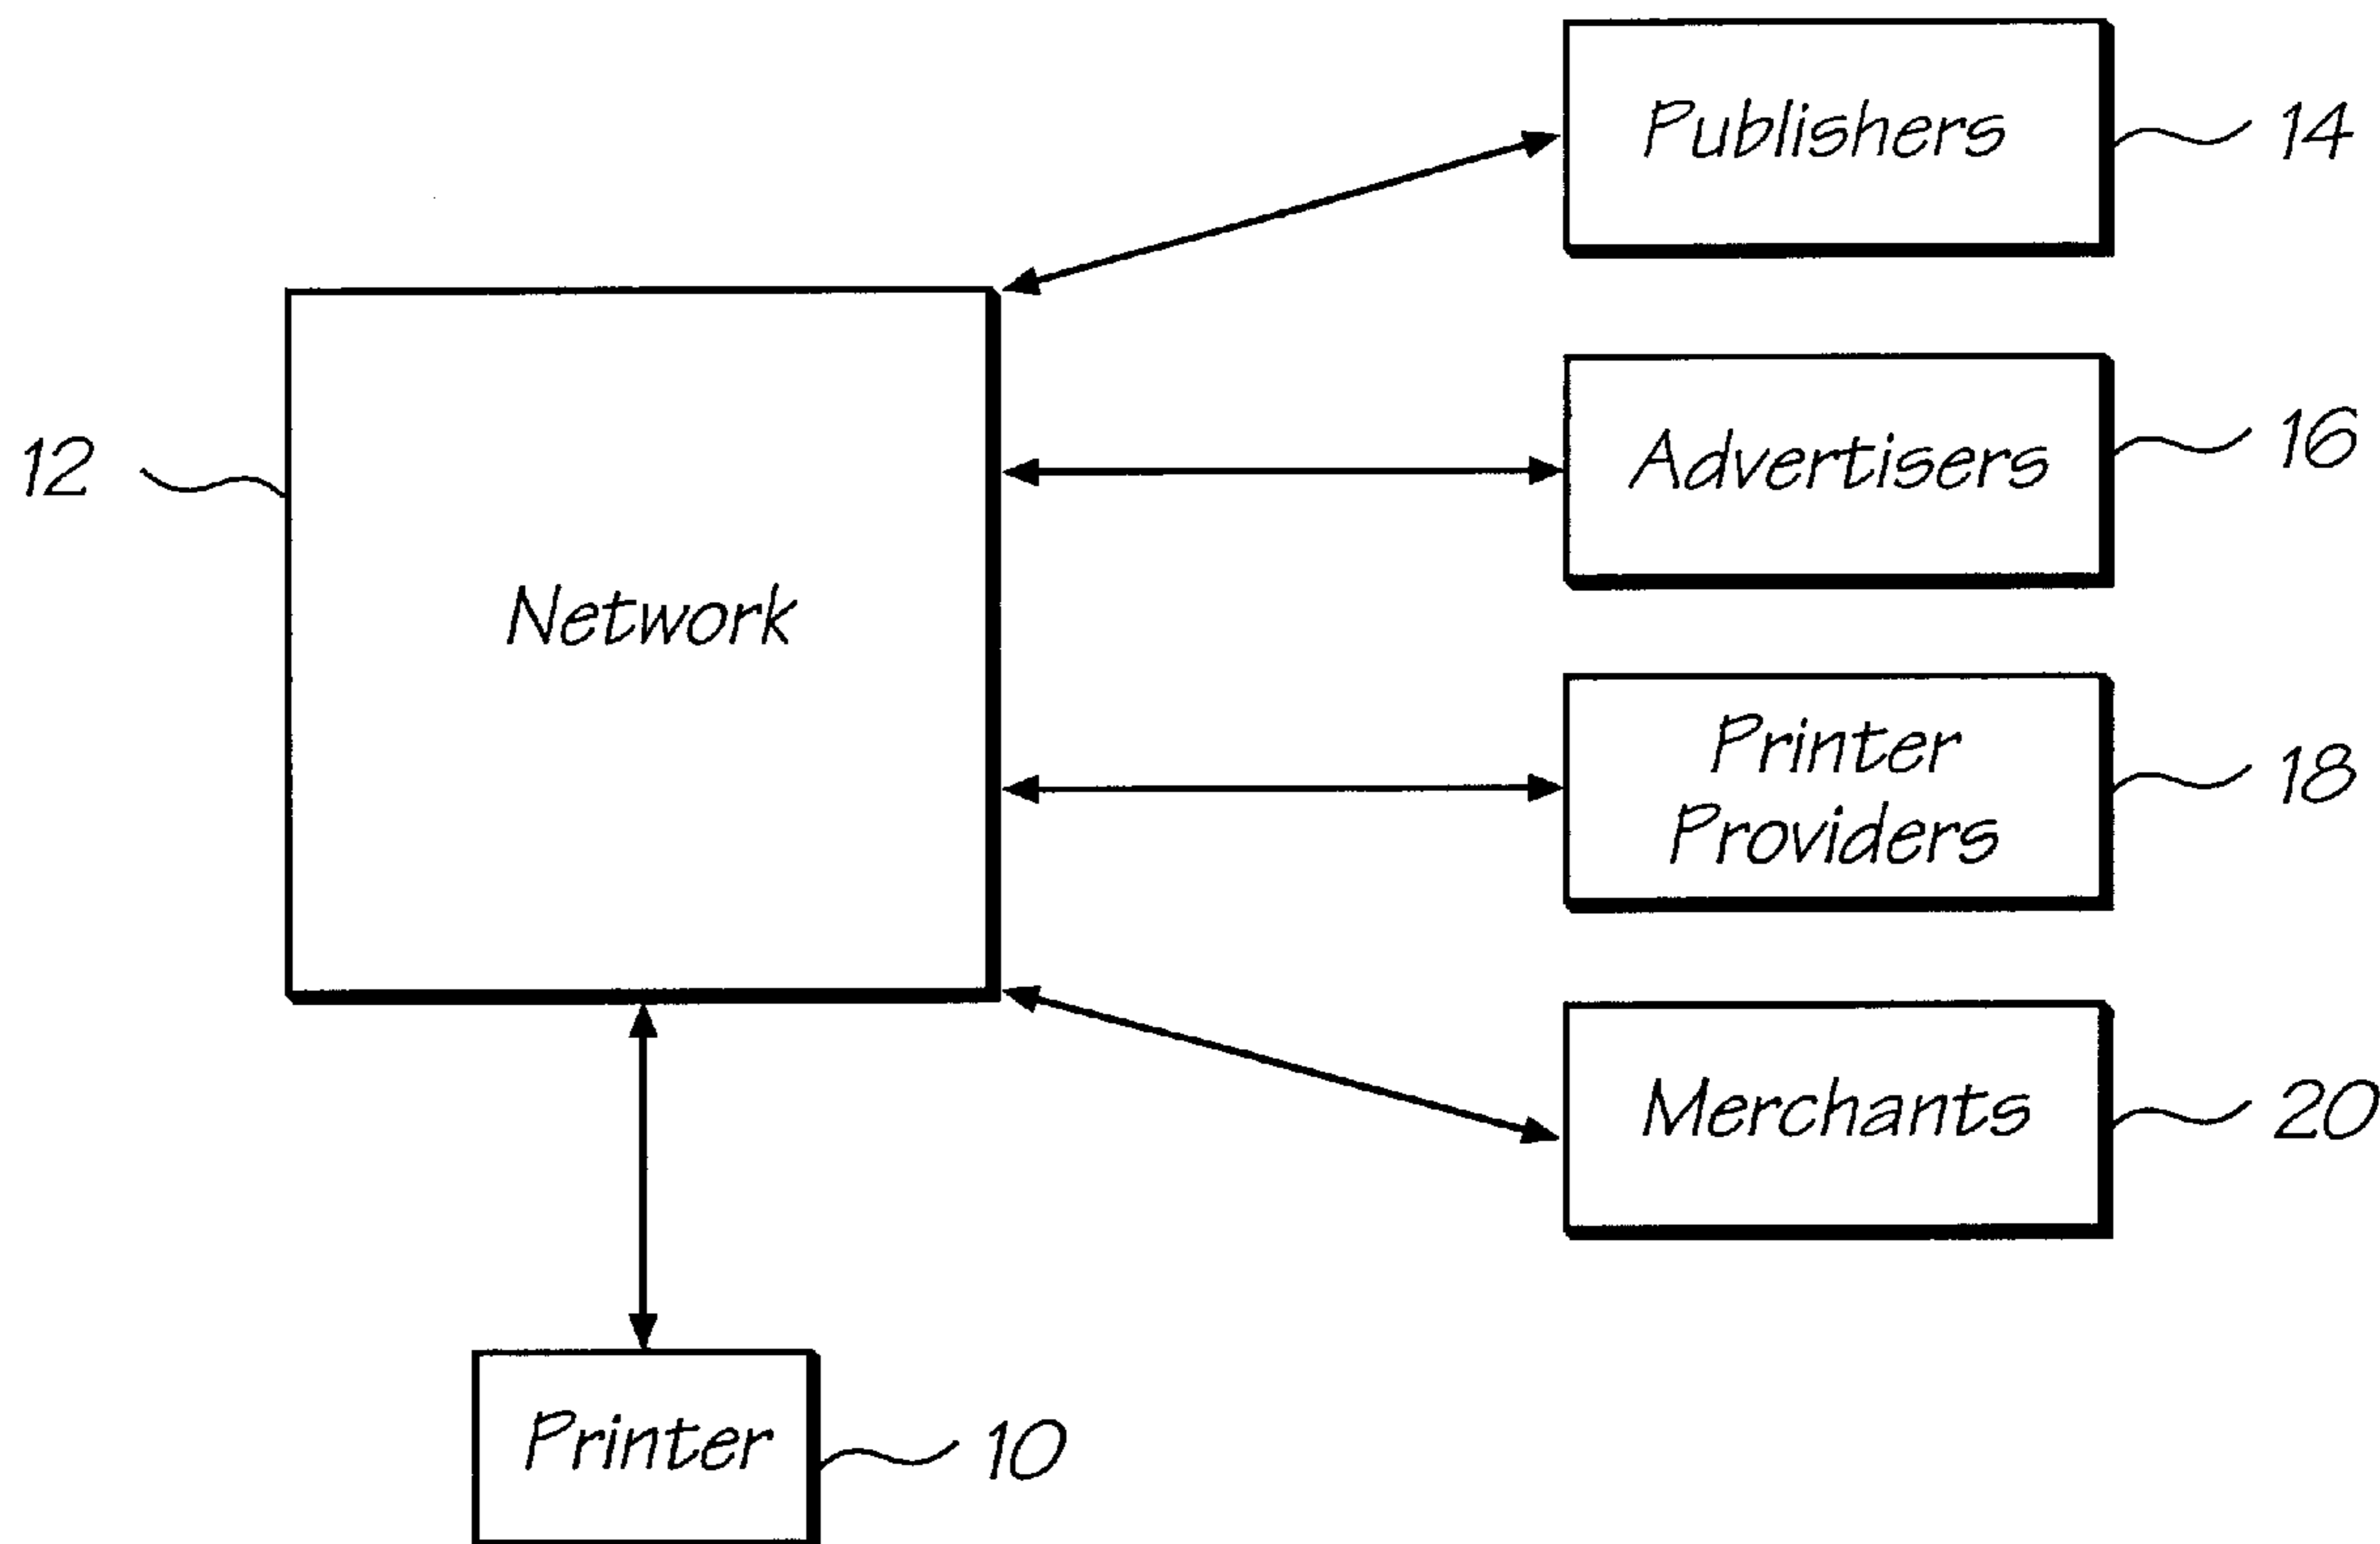 Publishers
14
12
Advertisers
16
Network
Printer
Providers
18
Merchants
20
Printer
10